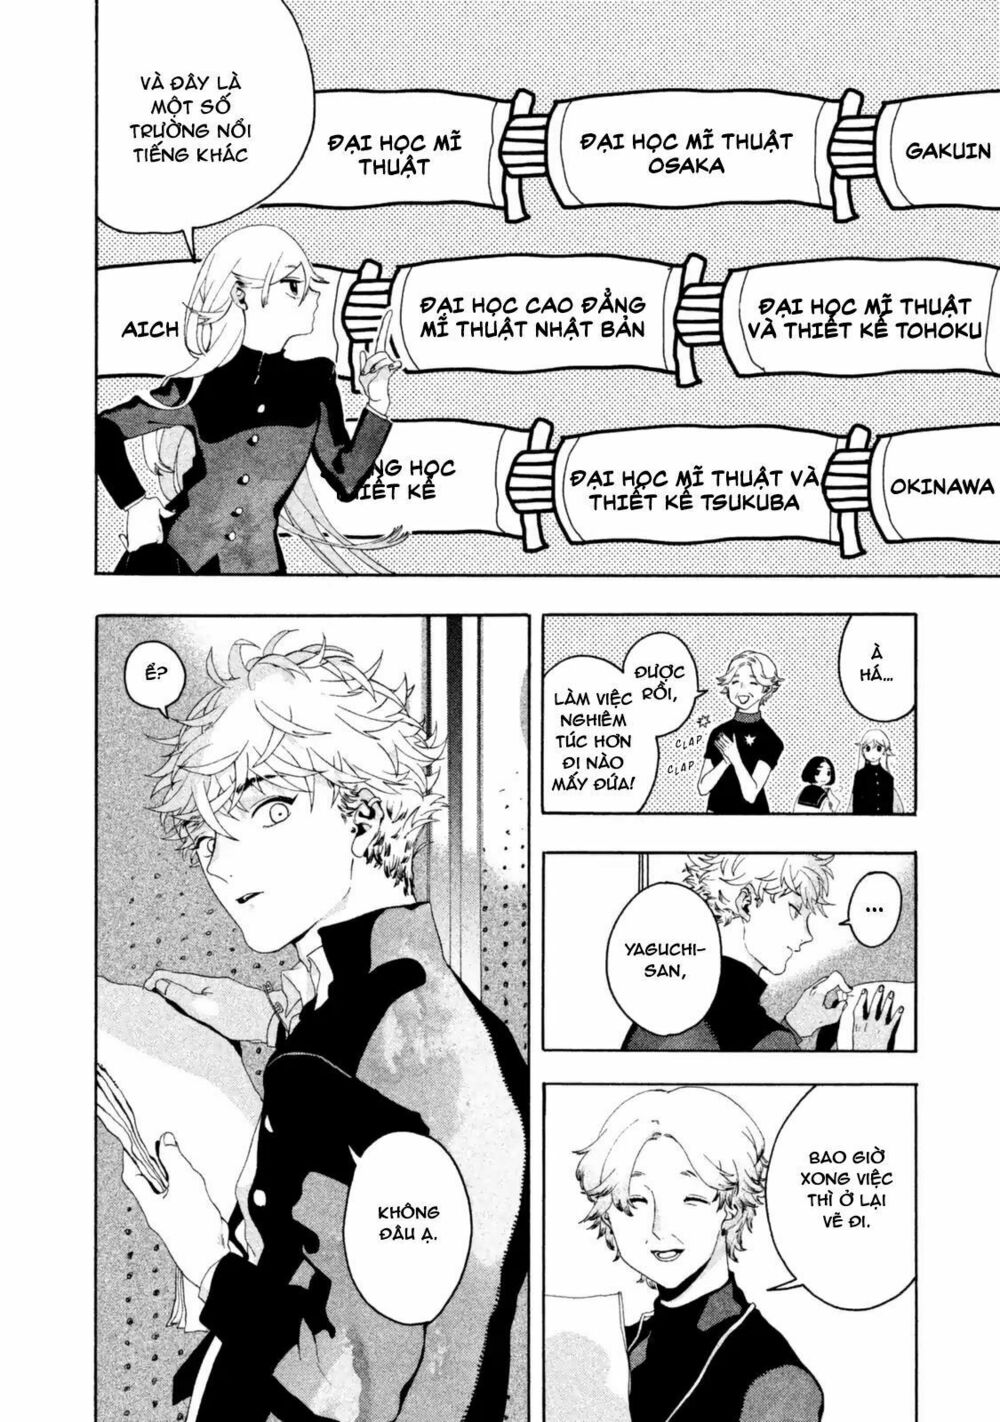 VÀ ĐÂY LÀ
MỘT SỐ
TRƯỜNG NỔI
TIẾNG KHÁC
ĐẠI HỌC MĨ
THUẬT
ĐẠI HỌC MĨ THUẬT
OSAKA
GAKUIN
AICH
ĐẠI HỌC CAO ĐẲNG
MĨ THUẬT NHẬT BẢN
ĐẠI HỌC MĨ THUẬT
VÀ THIẾT KẾ TOHOKU
NG HỌC
THIẾT KẾ
ĐẠI HỌC MĨ THUẬT VÀ
THIẾT KẾ TSUKUBA
OKINAWA
À
HÁ...
ĐƯỢC
RỒI,
LÀM VIỆC
NGHIÊM
TÚC HƠN
ĐI NÀO
MẤY ĐỨA!
CLAP
CLAP
Ể?
...
YAGUCHI-
SAN,
BAO GIỜ
XONG VIỆC
THÌ Ở LẠI
VẼ ĐI.
KHÔNG
ĐÂU Ạ.